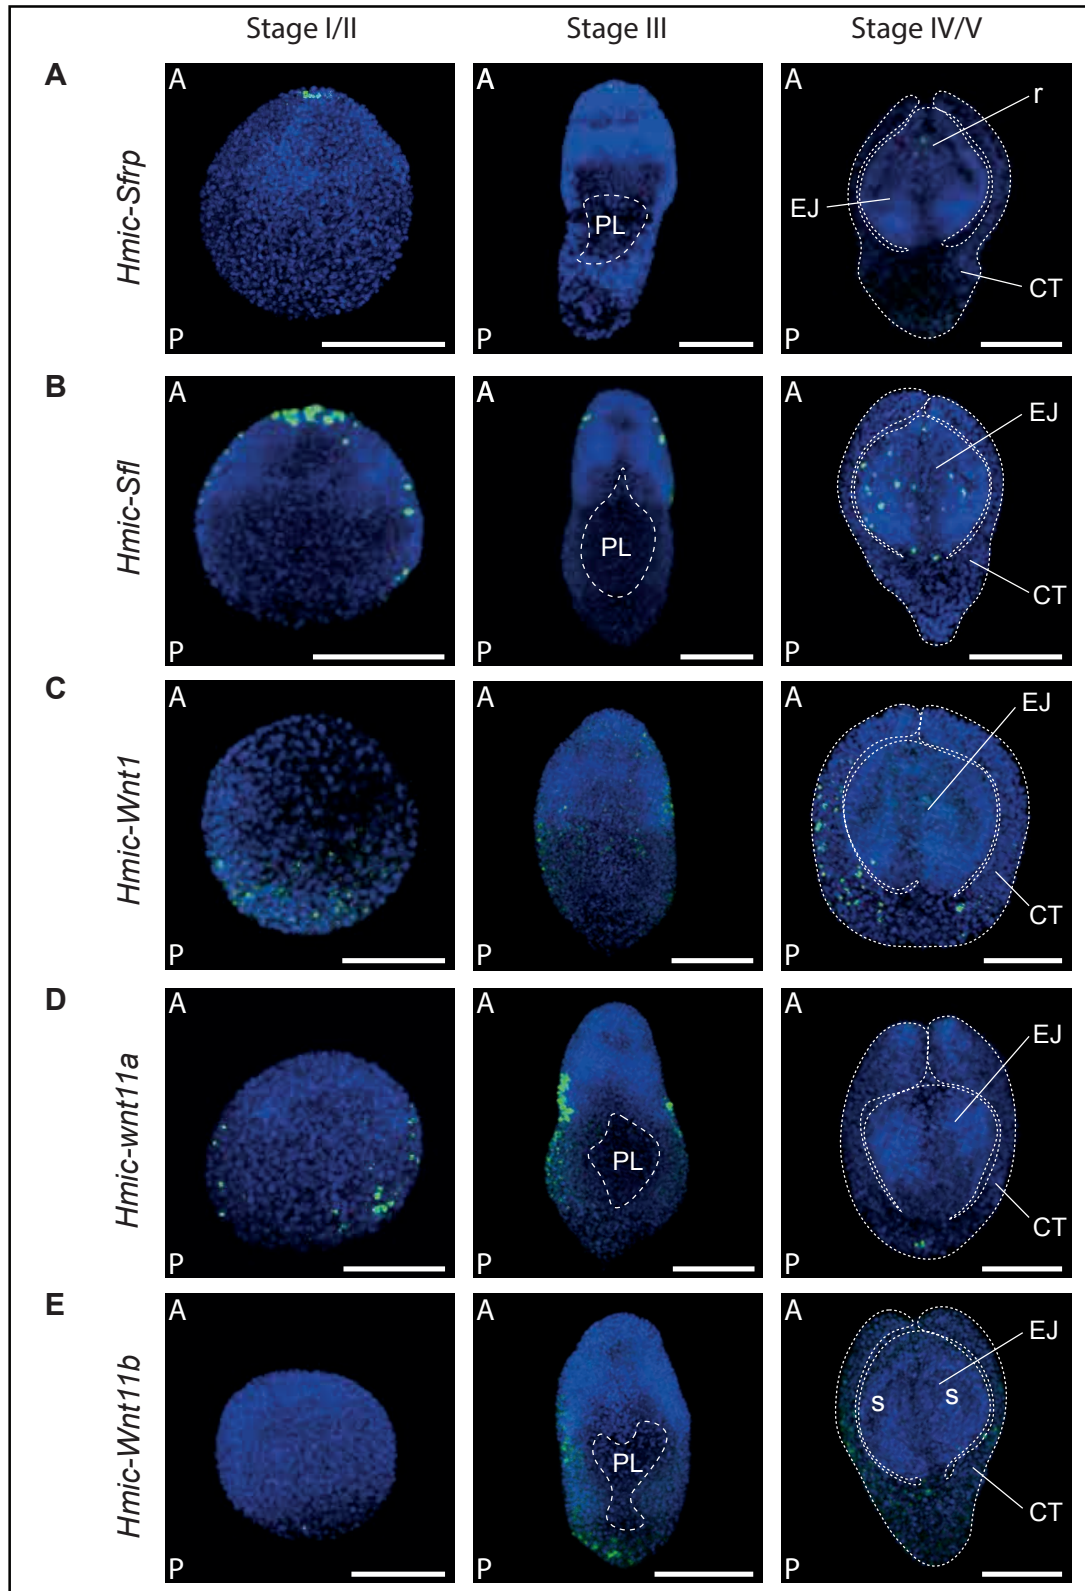 Stage I/II Stage III Stage IV/V
A
Hmic-Sfrp
A P
A PL P
A r EJ CT P
B
Hmic-Sfl
A P
A PL P
A EJ CT P
C
Hmic-Wnt1
A P
A P
A EJ CT P
D
Hmic-wnt11a
A P
A PL P
A EJ CT P
E
Hmic-Wnt11b
A P
A PL P
A EJ s s CT P